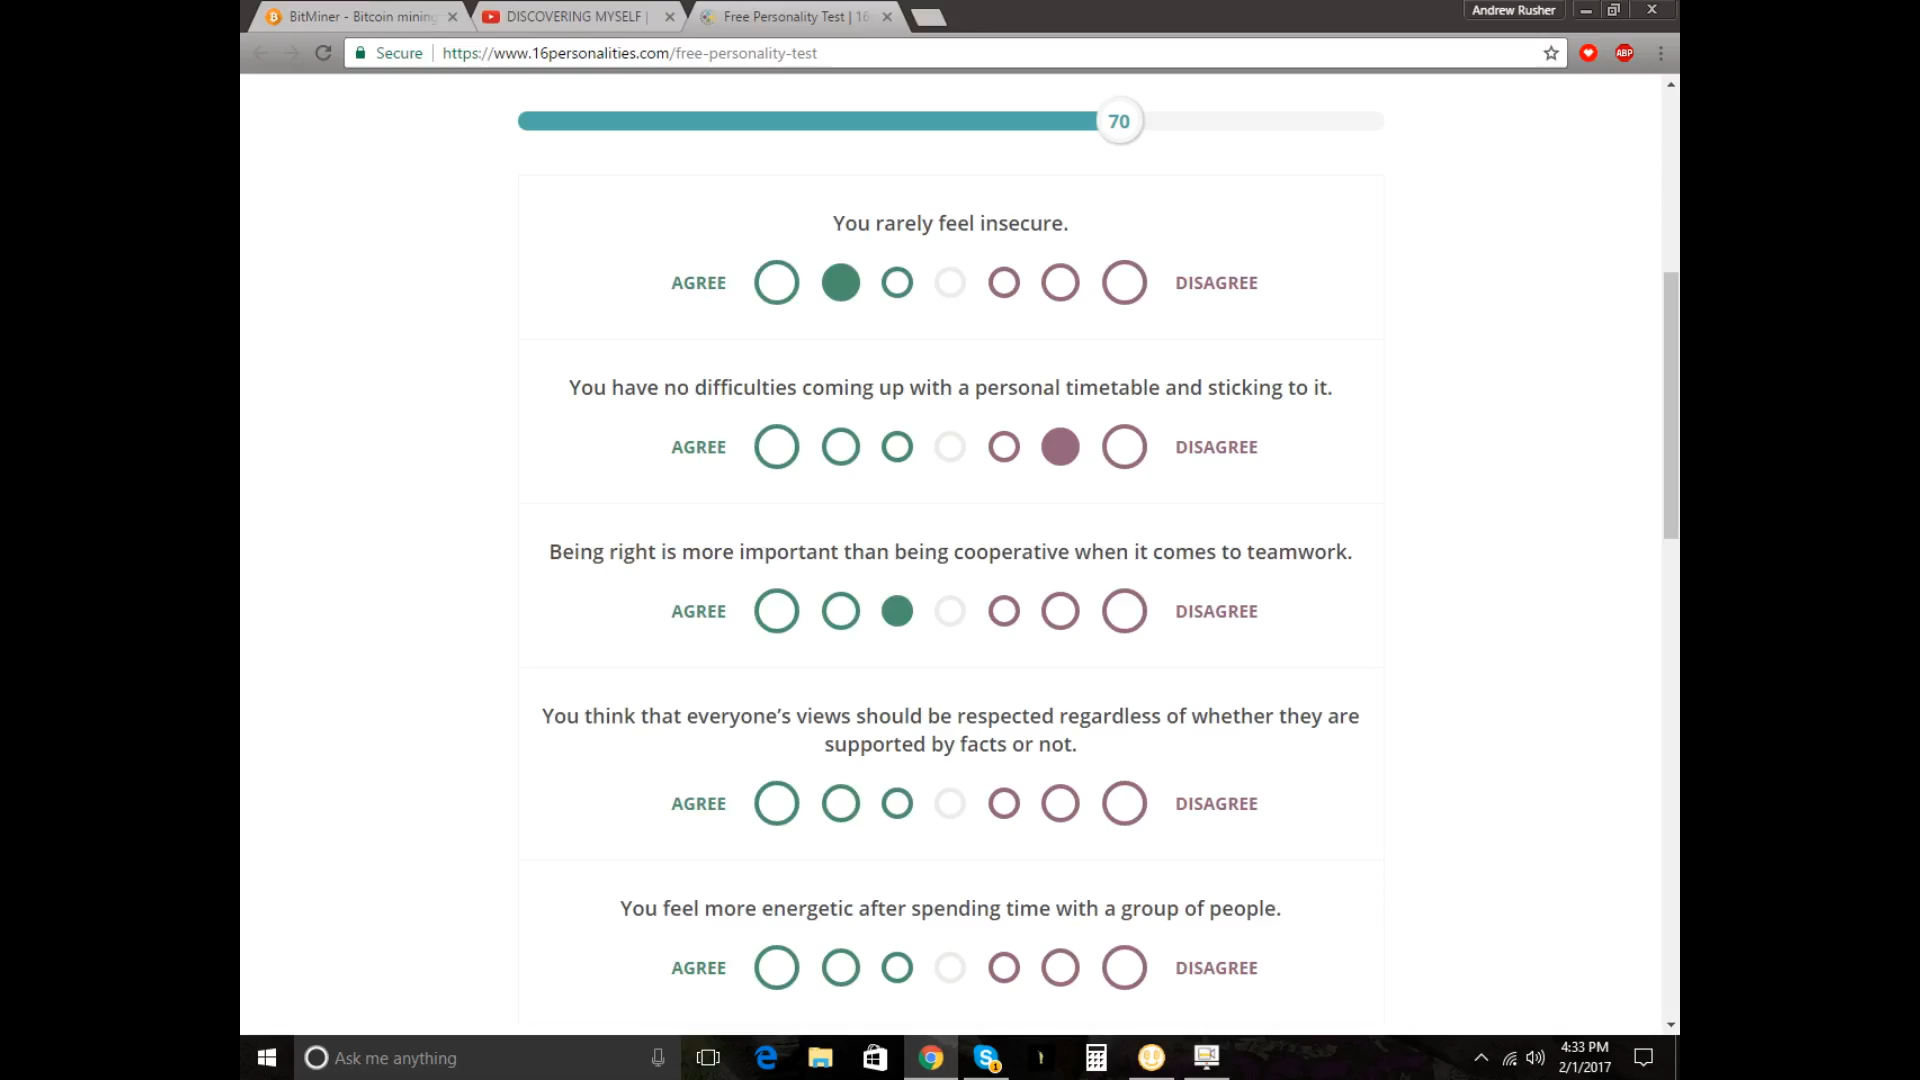 BitMiner - Bitcoin mining
DISCOVERING MYSELF |
Free Personality Test | 16
Andrew Rusher
Secure
https://www.16personalities.com/free-personality-test
ABP
70
You rarely feel insecure.
AGREE DISAGREE
You have no difficulties coming up with a personal timetable and sticking to it.
AGREE DISAGREE
Being right is more important than being cooperative when it comes to teamwork.
AGREE DISAGREE
You think that everyone’s views should be respected regardless of whether they are
supported by facts or not.
AGREE DISAGREE
You feel more energetic after spending time with a group of people.
AGREE DISAGREE
Ask me anything
1
4:33 PM
2/1/2017